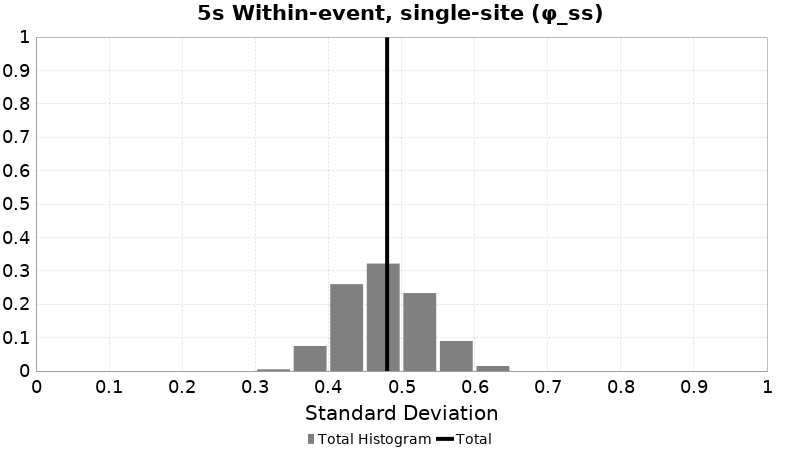 5s Within-event, single-site (φ_ss)
1
0.9
0.8
0.7
0.6
0.5
0.4
0.3
0.2
0.1
0
0 0.1 0.2 0.3 0.4 0.5 0.6 0.7 0.8 0.9 1
Standard Deviation
Total Histogram Total